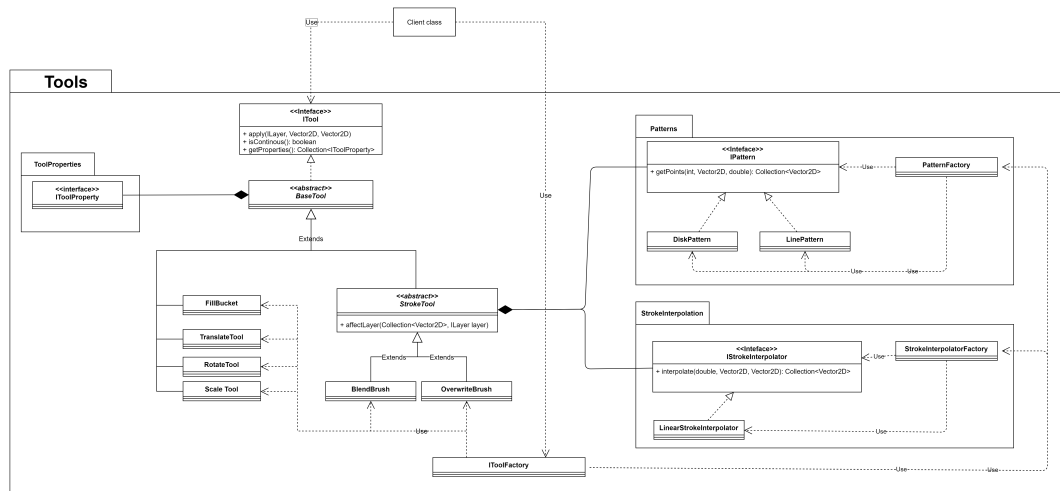 Client class
Use
Tools
<<Inteface>>
ITool
+ apply(ILayer, Vector2D, Vector2D)
+ isContinous(): boolean
+ getProperties(): Collection<IToolProperty>
ToolProperties
<<interface>>
IToolProperty
<<abstract>>
BaseTool
Extends
Use
FillBucket
TranslateTool
RotateTool
Scale Tool
<<abstract>>
StrokeTool
+ affectLayer(Collection<Vector2D>, ILayer layer)
Extends
Extends
BlendBrush
OverwriteBrush
Use
IToolFactory
Patterns
<<Inteface>>
IPattern
+ getPoints(int, Vector2D, double): Collection<Vector2D>
Use
PatternFactory
DiskPattern
LinePattern
Use
Use
StrokeInterpolation
<<Inteface>>
IStrokeInterpolator
+ interpolate(double, Vector2D, Vector2D): Collection<Vector2D>
Use
StrokeInterpolatorFactory
LinearStrokeInterpolator
Use
Use
Use